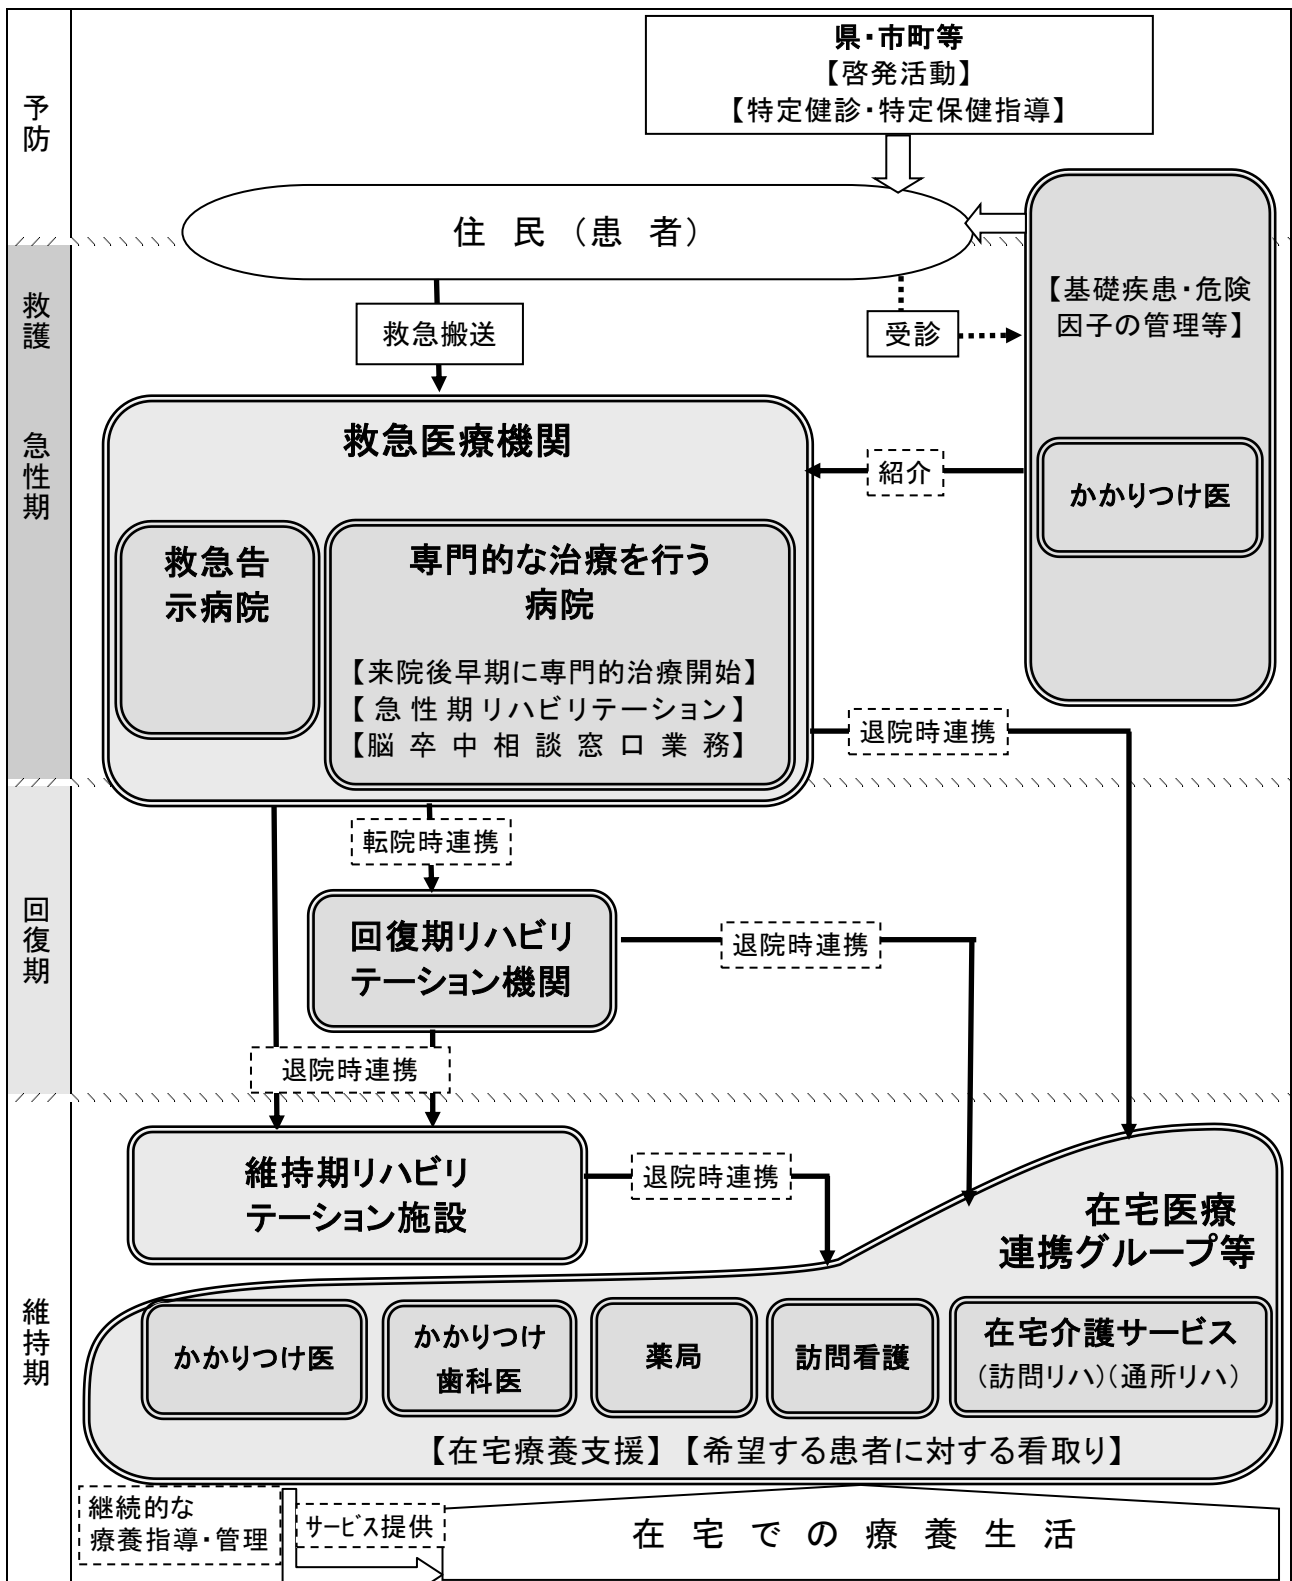 予防
県・市町等
【啓発活動】
【特定健診・特定保健指導】
住民（患者）
救護
急性期
救急搬送
受診
【基礎疾患・危険
因子の管理等】
かかりつけ医
紹介
救急医療機関
救急告
示病院
専門的な治療を行う
病院
【来院後早期に専門的治療開始】
【急性期リハビリテーション】
【脳卒中相談窓口業務】
退院時連携
回復期
転院時連携
回復期リハビリ
テーション機関
退院時連携
退院時連携
維持期
維持期リハビリ
テーション施設
退院時連携
在宅医療
連携グループ等
かかりつけ医
かかりつけ
歯科医
薬局
訪問看護
在宅介護サービス
（訪問リハ）（通所リハ）
【在宅療養支援】【希望する患者に対する看取り】
継続的な
療養指導・管理
サービス提供
在宅での療養生活